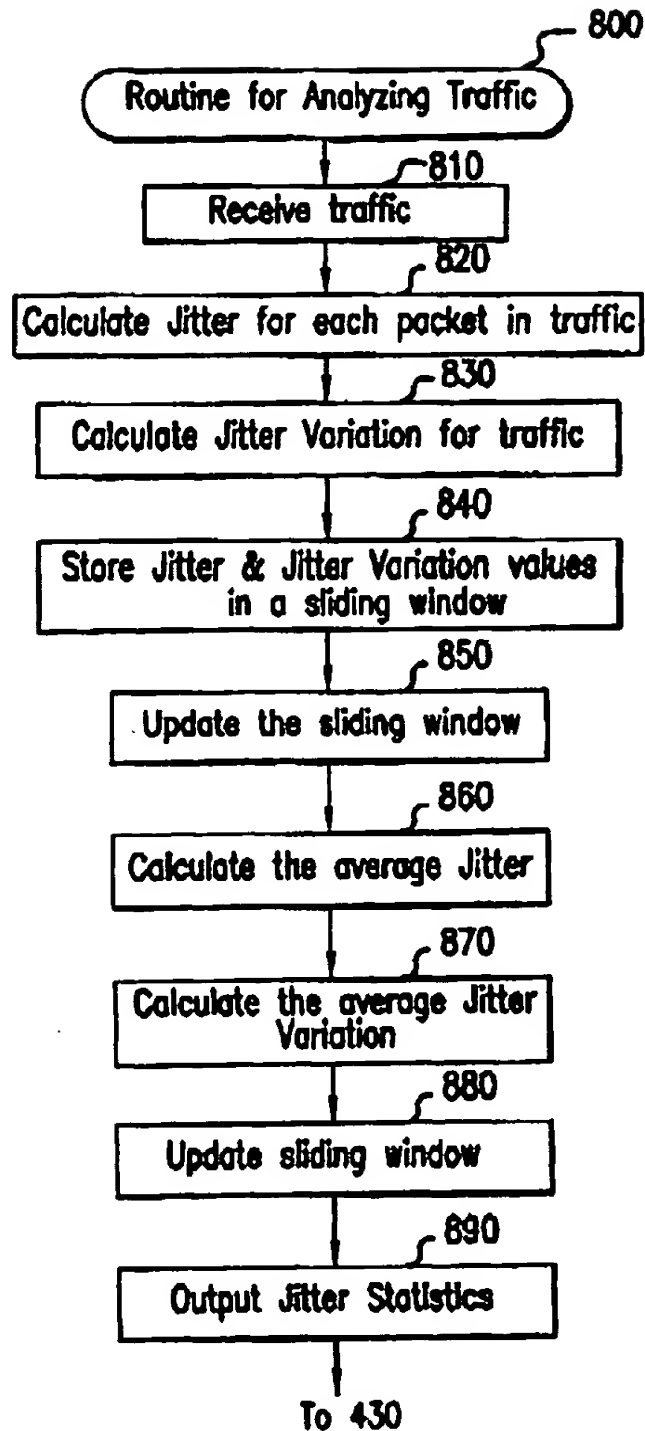 800
Routine for Analyzing Traffic
810
Receive traffic
820
Calculate Jitter for each packet in traffic
830
Calculate Jitter Variation for traffic
840
Store Jitter & Jitter Variation values
in a sliding window
850
Update the sliding window
860
Calculate the average Jitter
870
Calculate the average Jitter
Variation
880
Update sliding window
890
Output Jitter Statistics
To 430